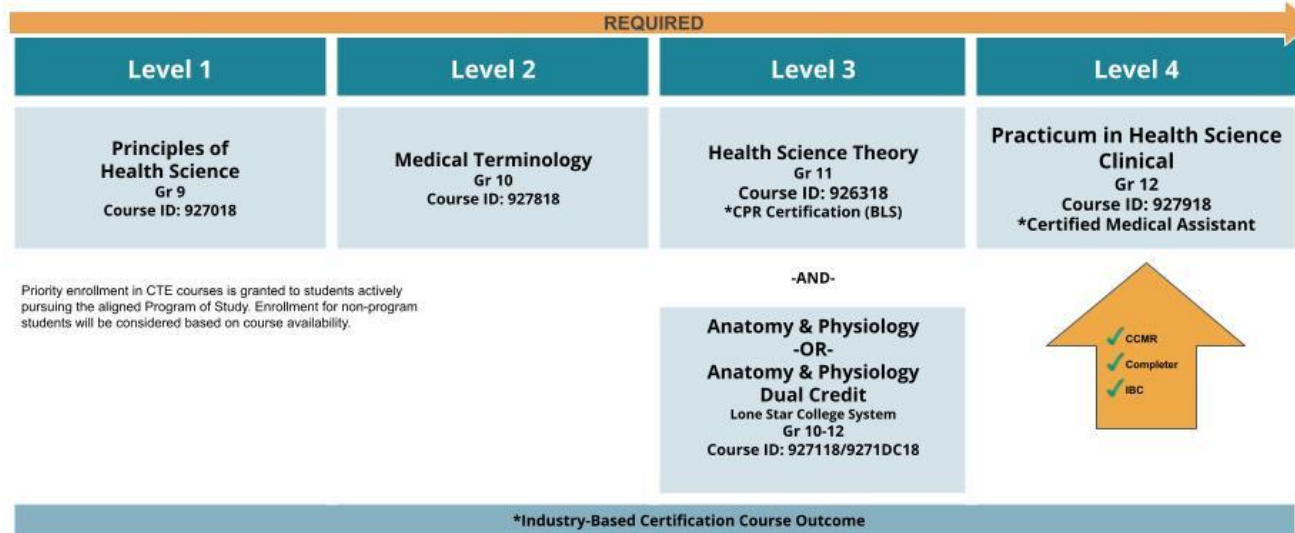 REQUIRED
Level 1
Level 2
Level 3
Level 4
Principles of
Health Science
Gr 9
Course ID: 927018
Medical Terminology
Gr 10
Course ID: 927818
Health Science Theory
Gr 11
Course ID: 926318
*CPR Certification (BLS)
Practicum in Health Science
Clinical
Gr 12
Course ID: 927918
*Certified Medical Assistant
Priority enrollment in CTE courses is granted to students actively
pursuing the aligned Program of Study. Enrollment for non-program
students will be considered based on course availability.
-AND-
Anatomy & Physiology
-OR-
Anatomy & Physiology
Dual Credit
Lone Star College System
Gr 10-12
Course ID: 927118/9271DC18
CCMR
Completer
IBC
*Industry-Based Certification Course Outcome